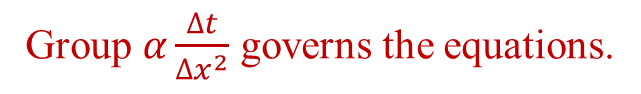 Group α Δt/Δx² governs the equations.